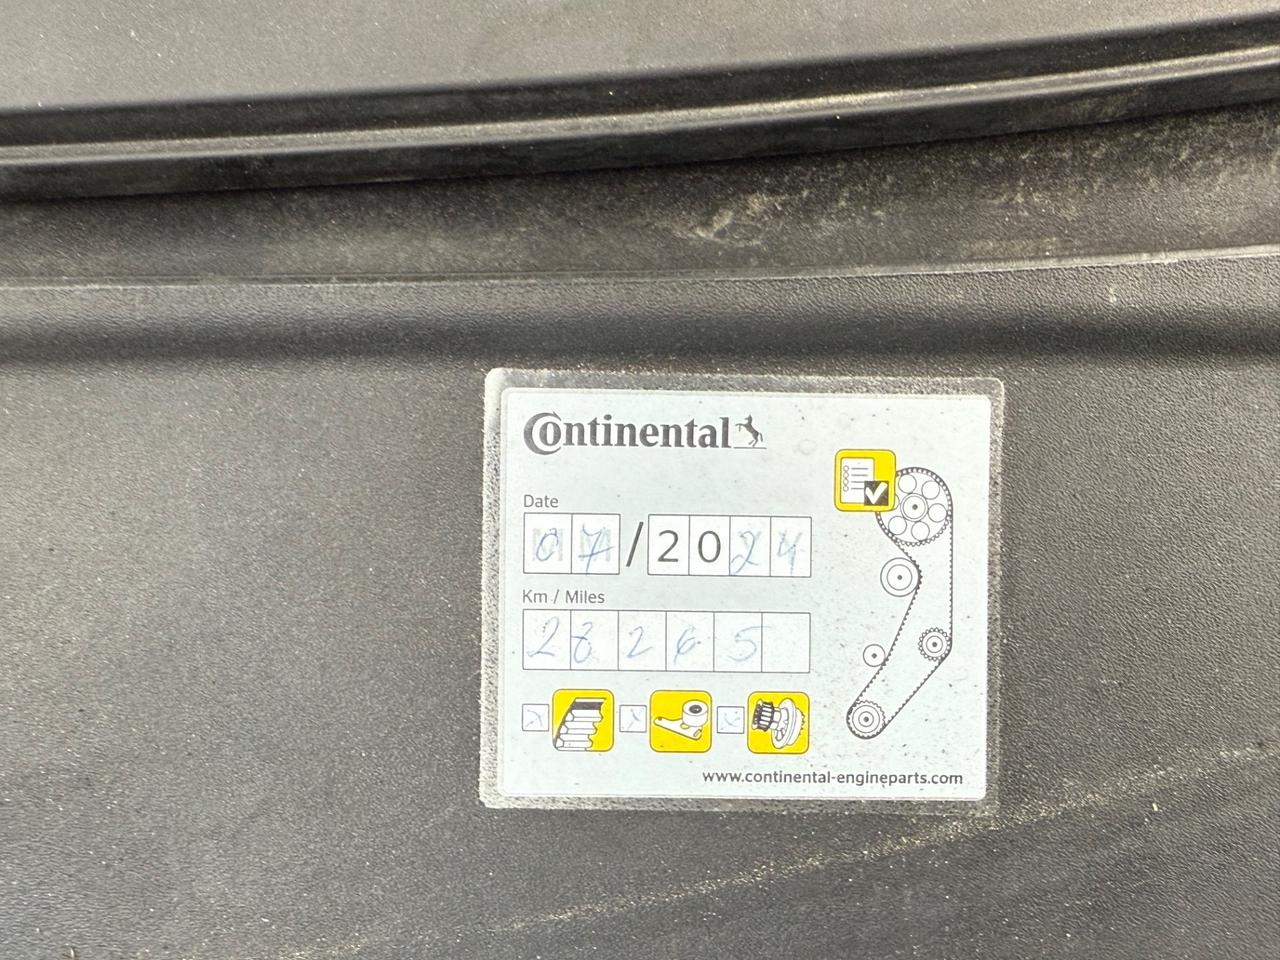 Continental
Date
07/2024
Km / Miles
28265
www.continental-engineparts.com